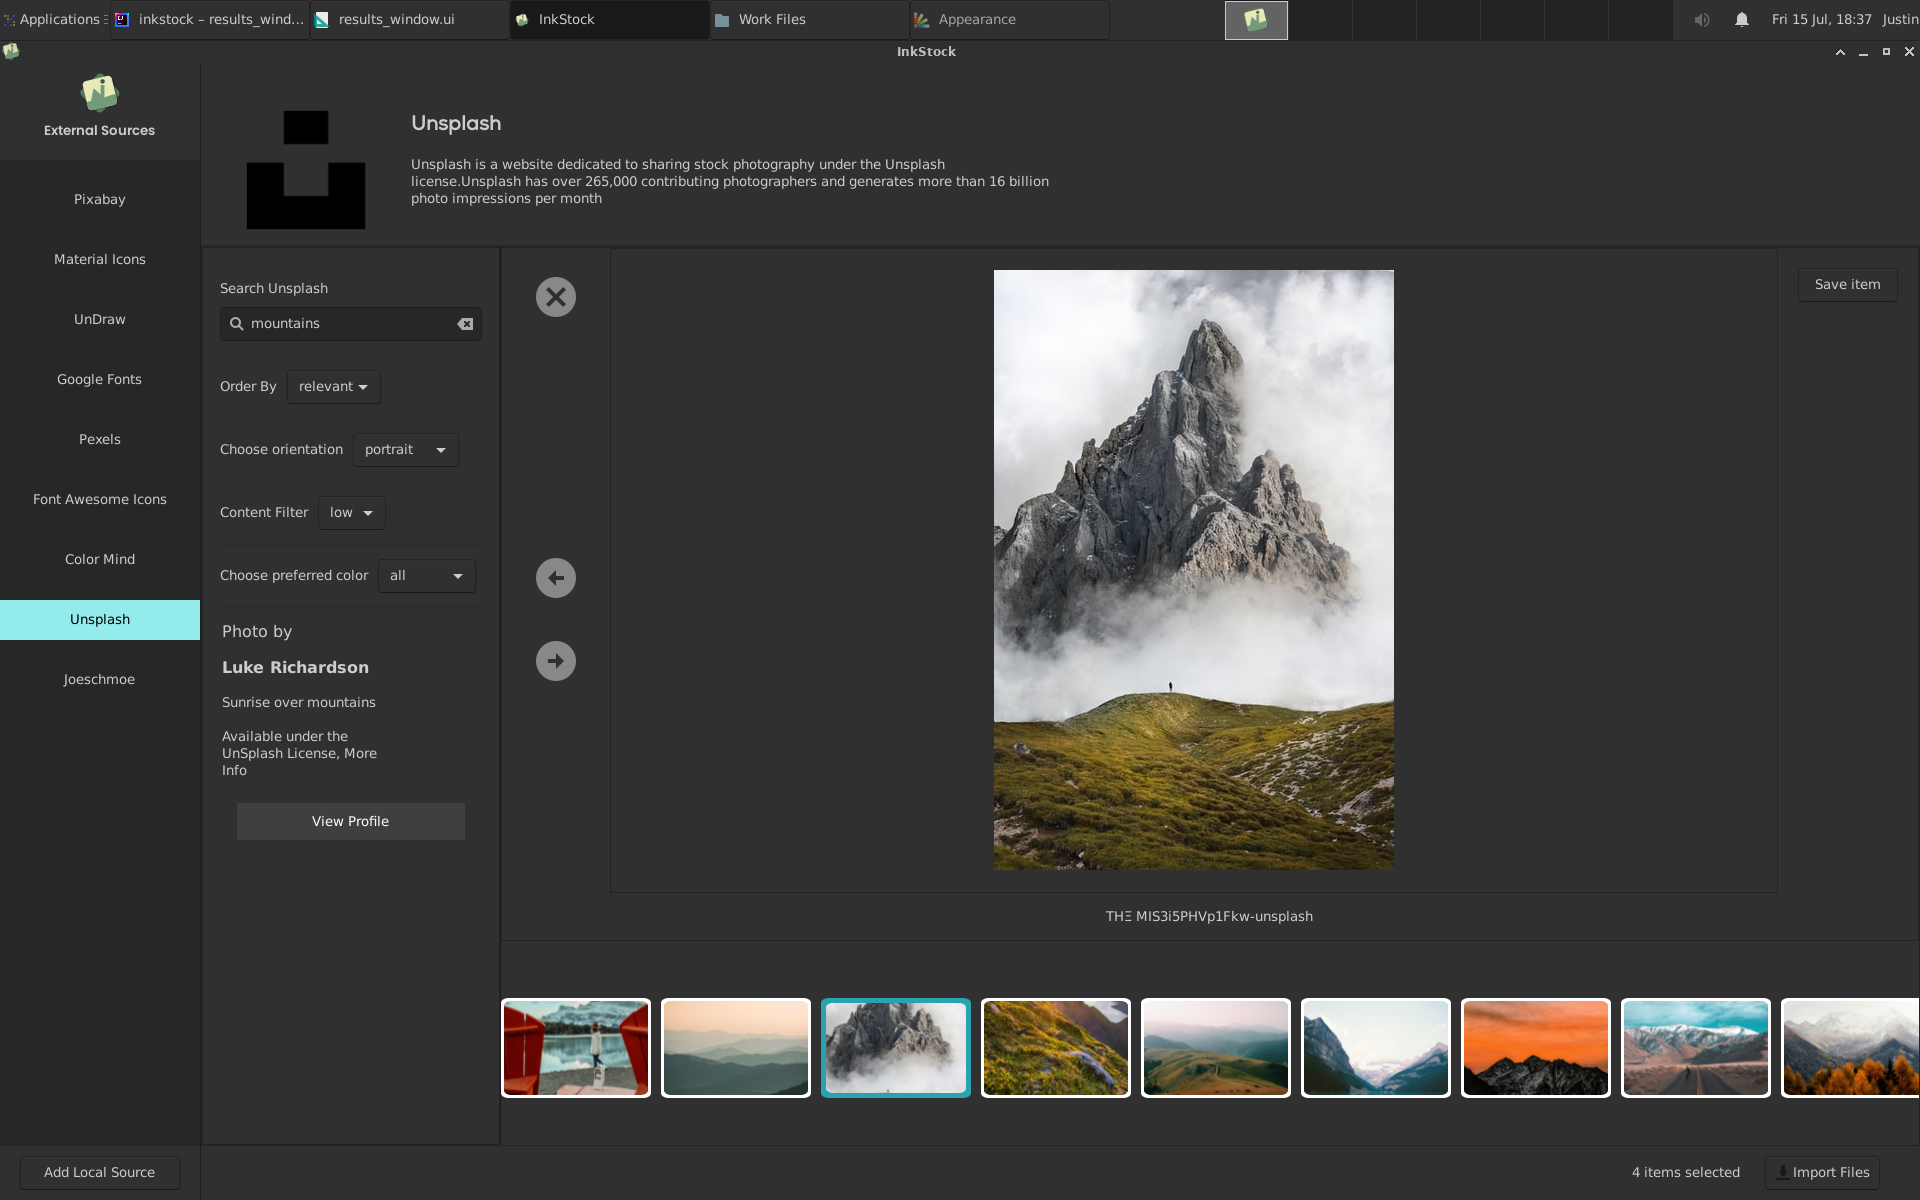 Applications
inkstock – results_wind...
results_window.ui
InkStock
Work Files
Appearance
Fri 15 Jul, 18:37
Justin
InkStock
External Sources
Pixabay
Material Icons
UnDraw
Google Fonts
Pexels
Font Awesome Icons
Color Mind
Unsplash
Joeschmoe
Add Local Source
Unsplash
Unsplash is a website dedicated to sharing stock photography under the Unsplash
license.Unsplash has over 265,000 contributing photographers and generates more than 16 billion
photo impressions per month
Search Unsplash
mountains
Order By relevant
Choose orientation portrait
Content Filter low
Choose preferred color all
Photo by
Luke Richardson
Sunrise over mountains
Available under the
UnSplash License, More
Info
View Profile
Save item
THΞ MIS3i5PHVp1Fkw-unsplash
4 items selected
Import Files